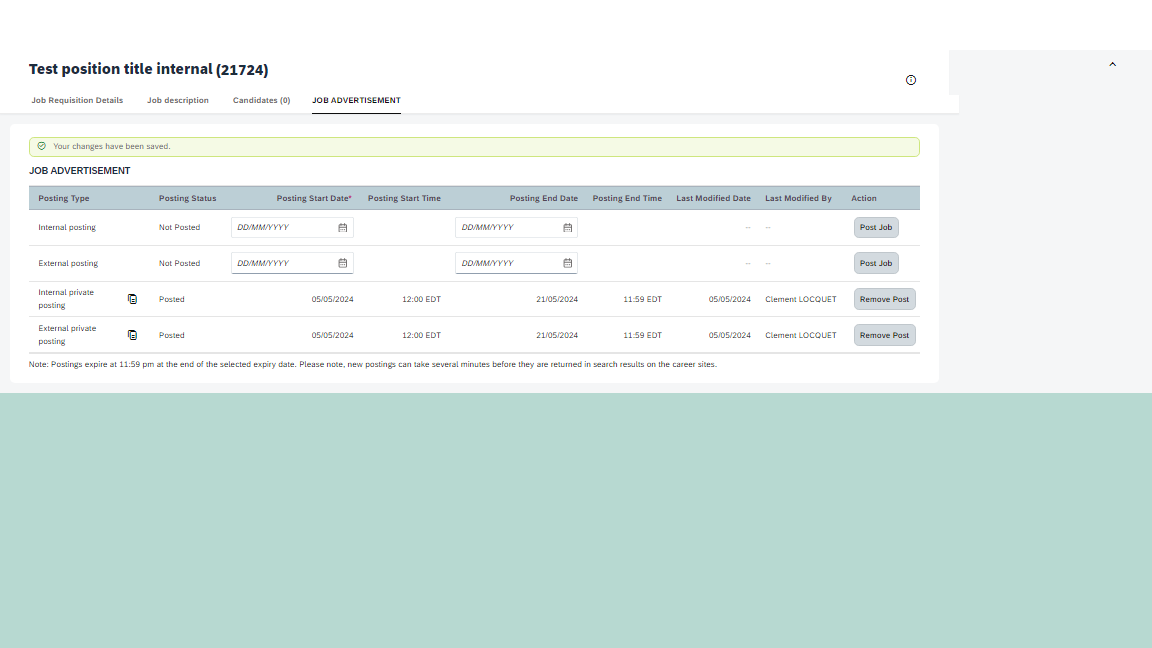 Test position title internal (21724)
Job Requisition Details Job description Candidates (0) JOB ADVERTISEMENT
Your changes have been saved.
JOB ADVERTISEMENT
Posting Type Posting Status Posting Start Date* Posting Start Time Posting End Date Posting End Time Last Modified Date Last Modified By Action
Internal posting Not Posted DD/MM/YYYY DD/MM/YYYY -- -- Post Job
External posting Not Posted DD/MM/YYYY DD/MM/YYYY -- -- Post Job
Internal private posting Posted 05/05/2024 12:00 EDT 21/05/2024 11:59 EDT 05/05/2024 Clement LOCQUET Remove Post
External private posting Posted 05/05/2024 12:00 EDT 21/05/2024 11:59 EDT 05/05/2024 Clement LOCQUET Remove Post
Note: Postings expire at 11:59 pm at the end of the selected expiry date. Please note, new postings can take several minutes before they are returned in search results on the career sites.